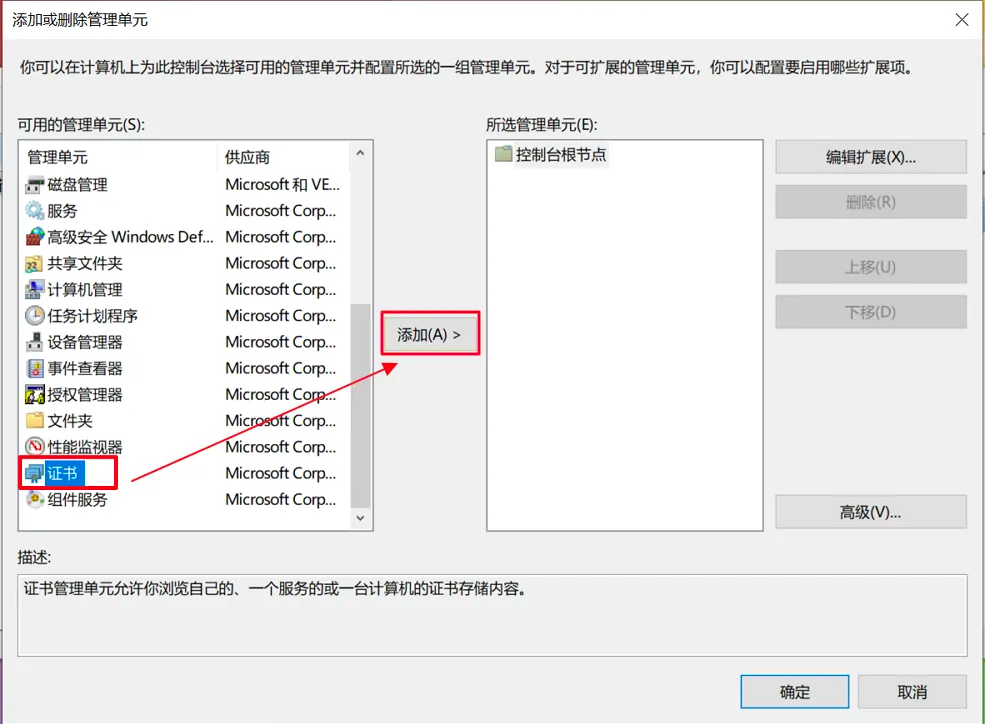 添加或删除管理单元
你可以在计算机上为此控制台选择可用的管理单元并配置所选的一组管理单元。对于可扩展的管理单元，你可以配置要启用哪些扩展项。
可用的管理单元(S):
管理单元 供应商
磁盘管理 Microsoft 和 VE...
服务 Microsoft Corp...
高级安全 Windows Def... Microsoft Corp...
共享文件夹 Microsoft Corp...
计算机管理 Microsoft Corp...
任务计划程序 Microsoft Corp...
设备管理器 Microsoft Corp...
事件查看器 Microsoft Corp...
授权管理器 Microsoft Corp...
文件夹 Microsoft Corp...
性能监视器 Microsoft Corp...
证书 Microsoft Corp...
组件服务 Microsoft Corp...
添加(A) >
所选管理单元(E):
控制台根节点
编辑扩展(X)...
删除(R)
上移(U)
下移(D)
高级(V)...
描述:
证书管理单元允许你浏览自己的、一个服务的或一台计算机的证书存储内容。
确定 取消